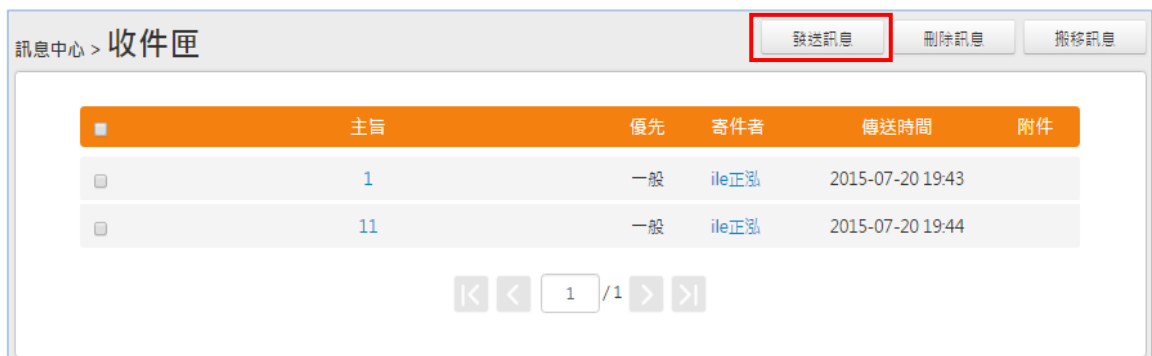 訊息中心 > 收件匣 發送訊息 刪除訊息 搬移訊息
主旨 優先 寄件者 傳送時間 附件
1 一般 ile正泓 2015-07-20 19:43
11 一般 ile正泓 2015-07-20 19:44
1 /1